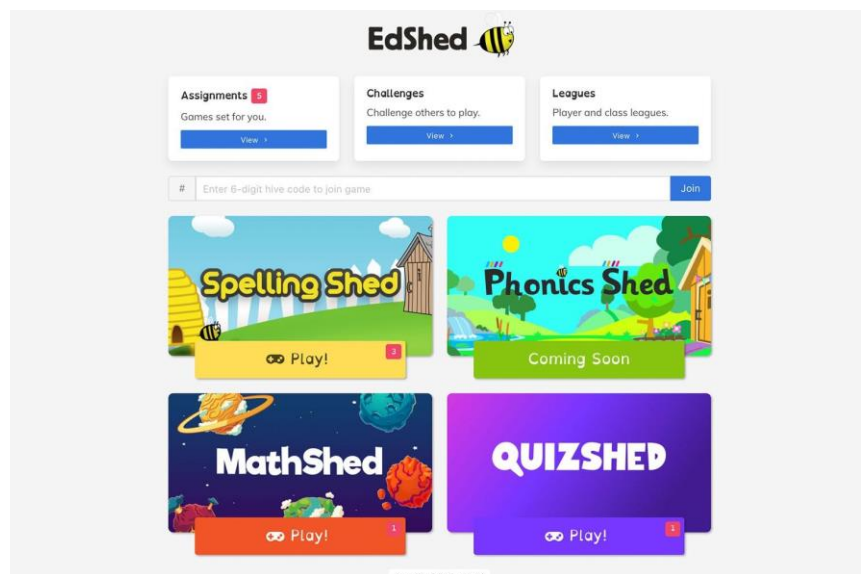 EdShed
Assignments 5
Games set for you.
View ›
Challenges
Challenge others to play.
View ›
Leagues
Player and class leagues.
View ›
# Enter 6-digit hive code to join game
Join
Spelling Shed
Play! 3
Phonics Shed
Coming Soon
MathShed
Play! 1
QUIZSHED
Play! 1